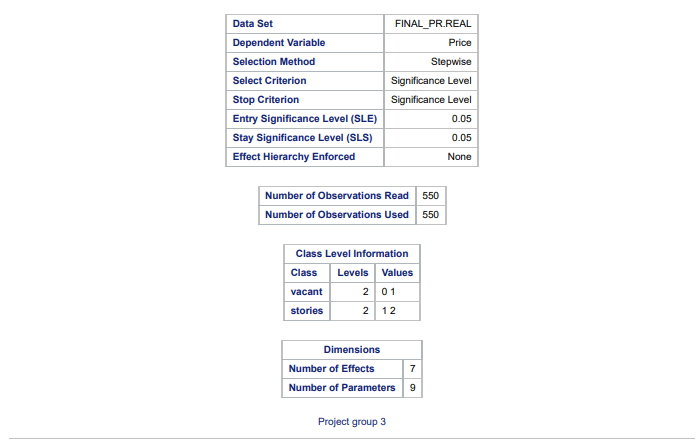 Data Set FINAL_PR.REAL
Dependent Variable Price
Selection Method Stepwise
Select Criterion Significance Level
Stop Criterion Significance Level
Entry Significance Level (SLE) 0.05
Stay Significance Level (SLS) 0.05
Effect Hierarchy Enforced None
Number of Observations Read 550
Number of Observations Used 550
Class Level Information
Class Levels Values
vacant 2 0 1
stories 2 1 2
Dimensions
Number of Effects 7
Number of Parameters 9
Project group 3